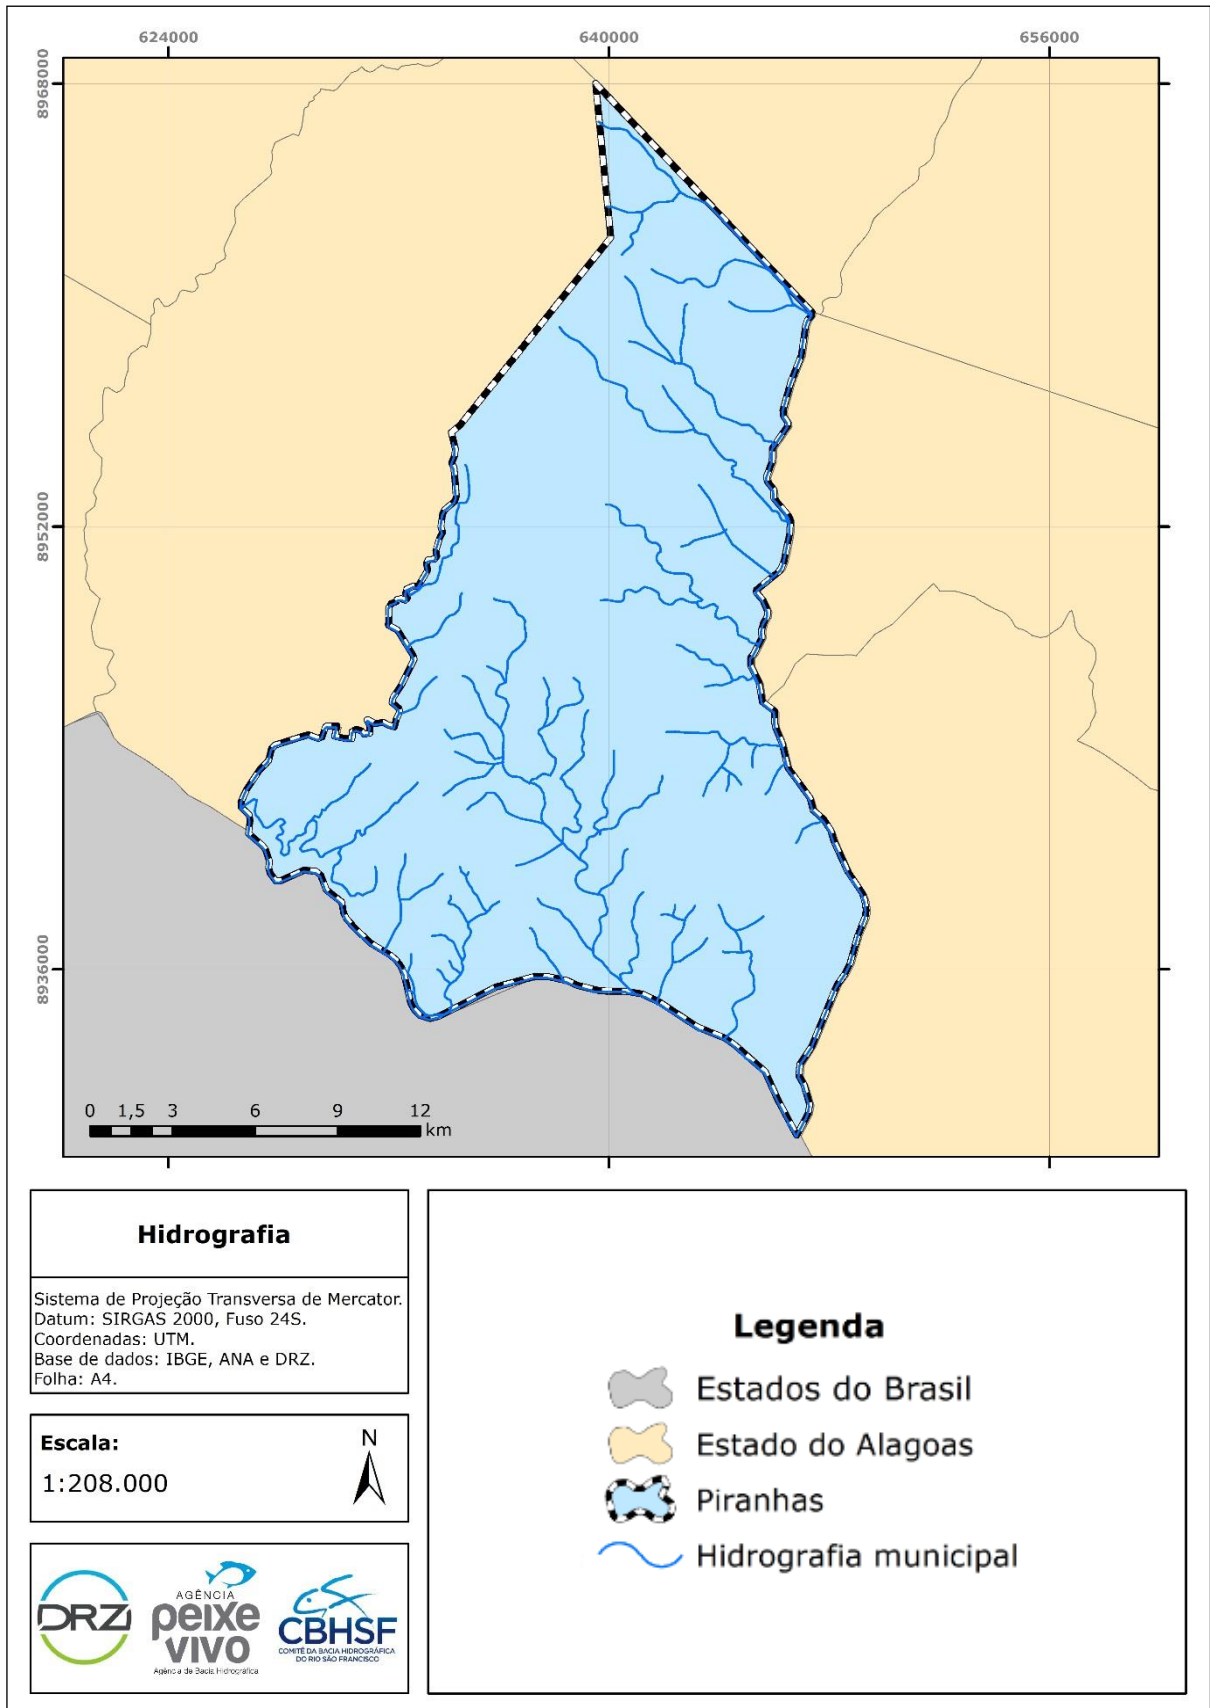 624000 640000 656000
8968000
8952000
8936000
0 1,5 3 6 9 12
km
Hidrografia
Sistema de Projeção Transversa de Mercator.
Datum: SIRGAS 2000, Fuso 24S.
Coordenadas: UTM.
Base de dados: IBGE, ANA e DRZ.
Folha: A4.
Escala:
1:208.000
N
DRZ
AGÊNCIA
peixe
vivo
Agência de Bacia Hidrográfica
CBHSF
COMITÊ DA BACIA HIDROGRÁFICA
DO RIO SÃO FRANCISCO
Legenda
Estados do Brasil
Estado do Alagoas
Piranhas
Hidrografia municipal